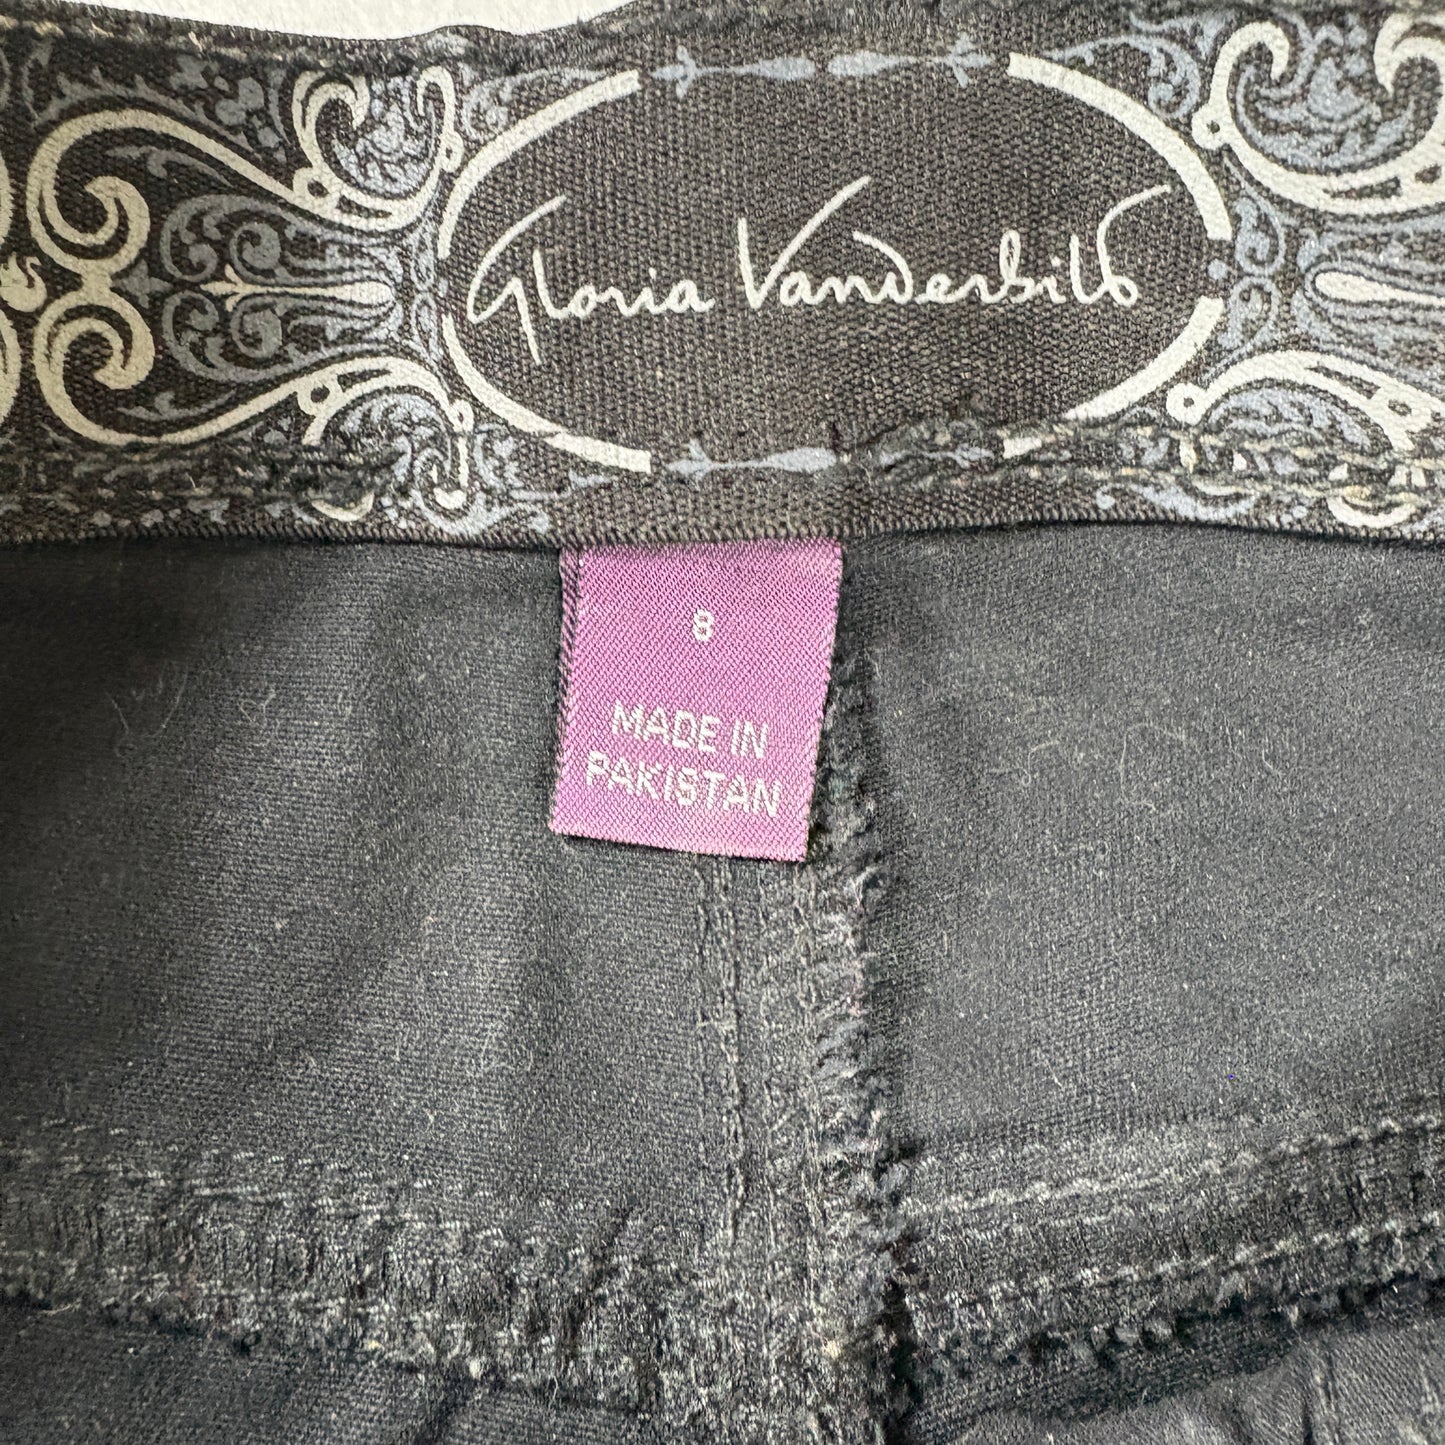 Gloria Vanderbilt
8
MADE IN
PAKISTAN